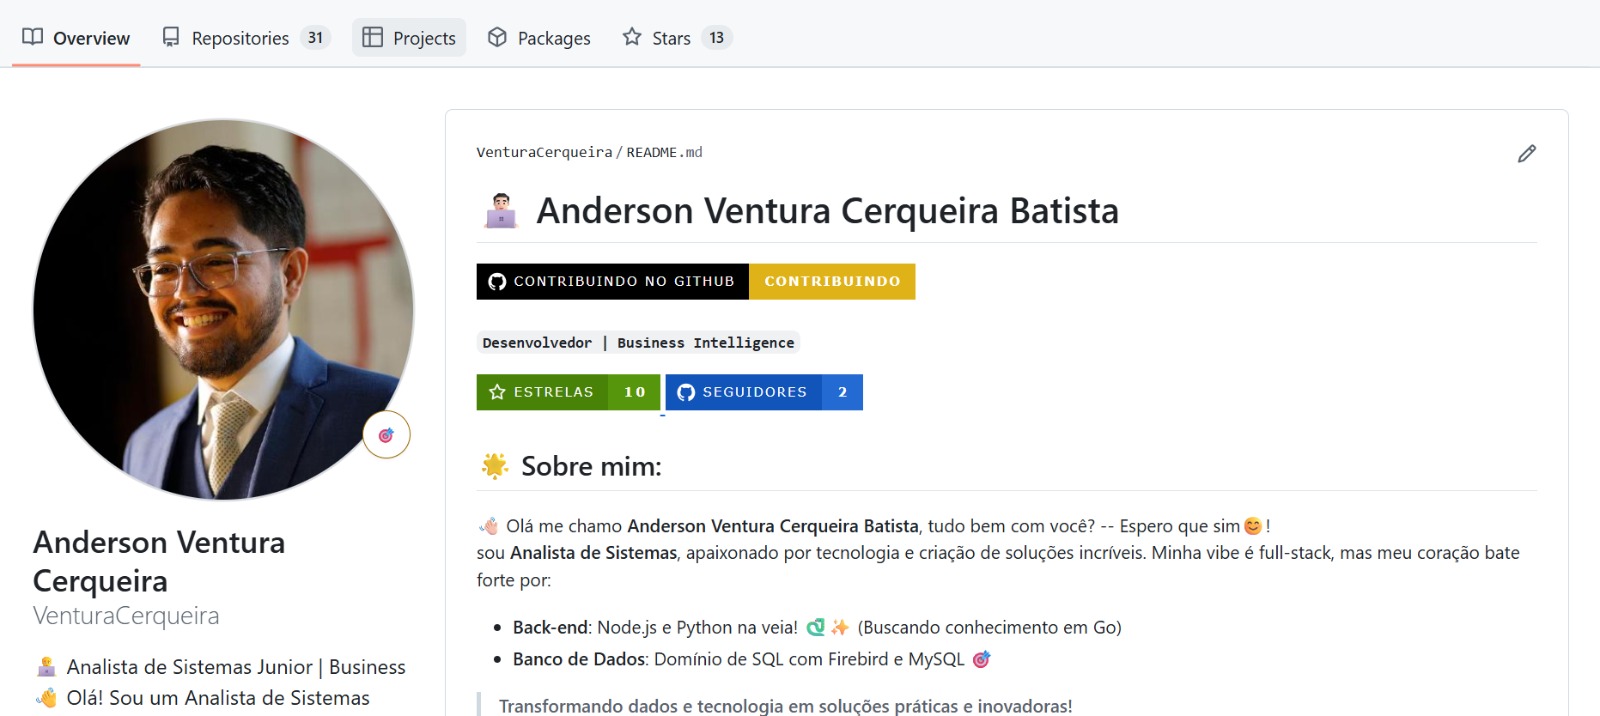 Overview Repositories 31 Projects Packages Stars 13
VenturaCerqueira/README.md
Anderson Ventura Cerqueira Batista
CONTRIBUINDO NO GITHUB CONTRIBUINDO
Desenvolvedor | Business Intelligence
ESTRELAS 10 SEGUIDORES 2
Sobre mim:
👋 Olá me chamo Anderson Ventura Cerqueira Batista, tudo bem com você? -- Espero que sim😊!
sou Analista de Sistemas, apaixonado por tecnologia e criação de soluções incríveis. Minha vibe é full-stack, mas meu coração bate
forte por:
• Back-end: Node.js e Python na veia! 🐍✨ (Buscando conhecimento em Go)
• Banco de Dados: Domínio de SQL com Firebird e MySQL 🎯
Transformando dados e tecnologia em soluções práticas e inovadoras!
Anderson Ventura
Cerqueira
VenturaCerqueira
Analista de Sistemas Junior | Business
Olá! Sou um Analista de Sistemas